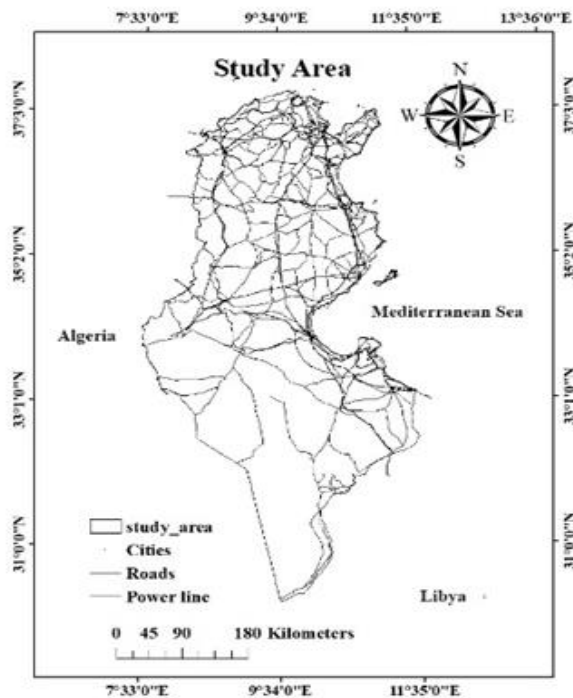 7°33'0"E 9°34'0"E 11°35'0"E 13°36'0"E
Study Area
N
W E
S
37°3'0"N 37°3'0"N
35°2'0"N 35°2'0"N
Mediterranean Sea
Algeria
33°1'0"N 33°1'0"N
study_area
Cities
Roads
Power line
31°0'0"N 31°0'0"N
Libya
0 45 90 180 Kilometers
7°33'0"E 9°34'0"E 11°35'0"E